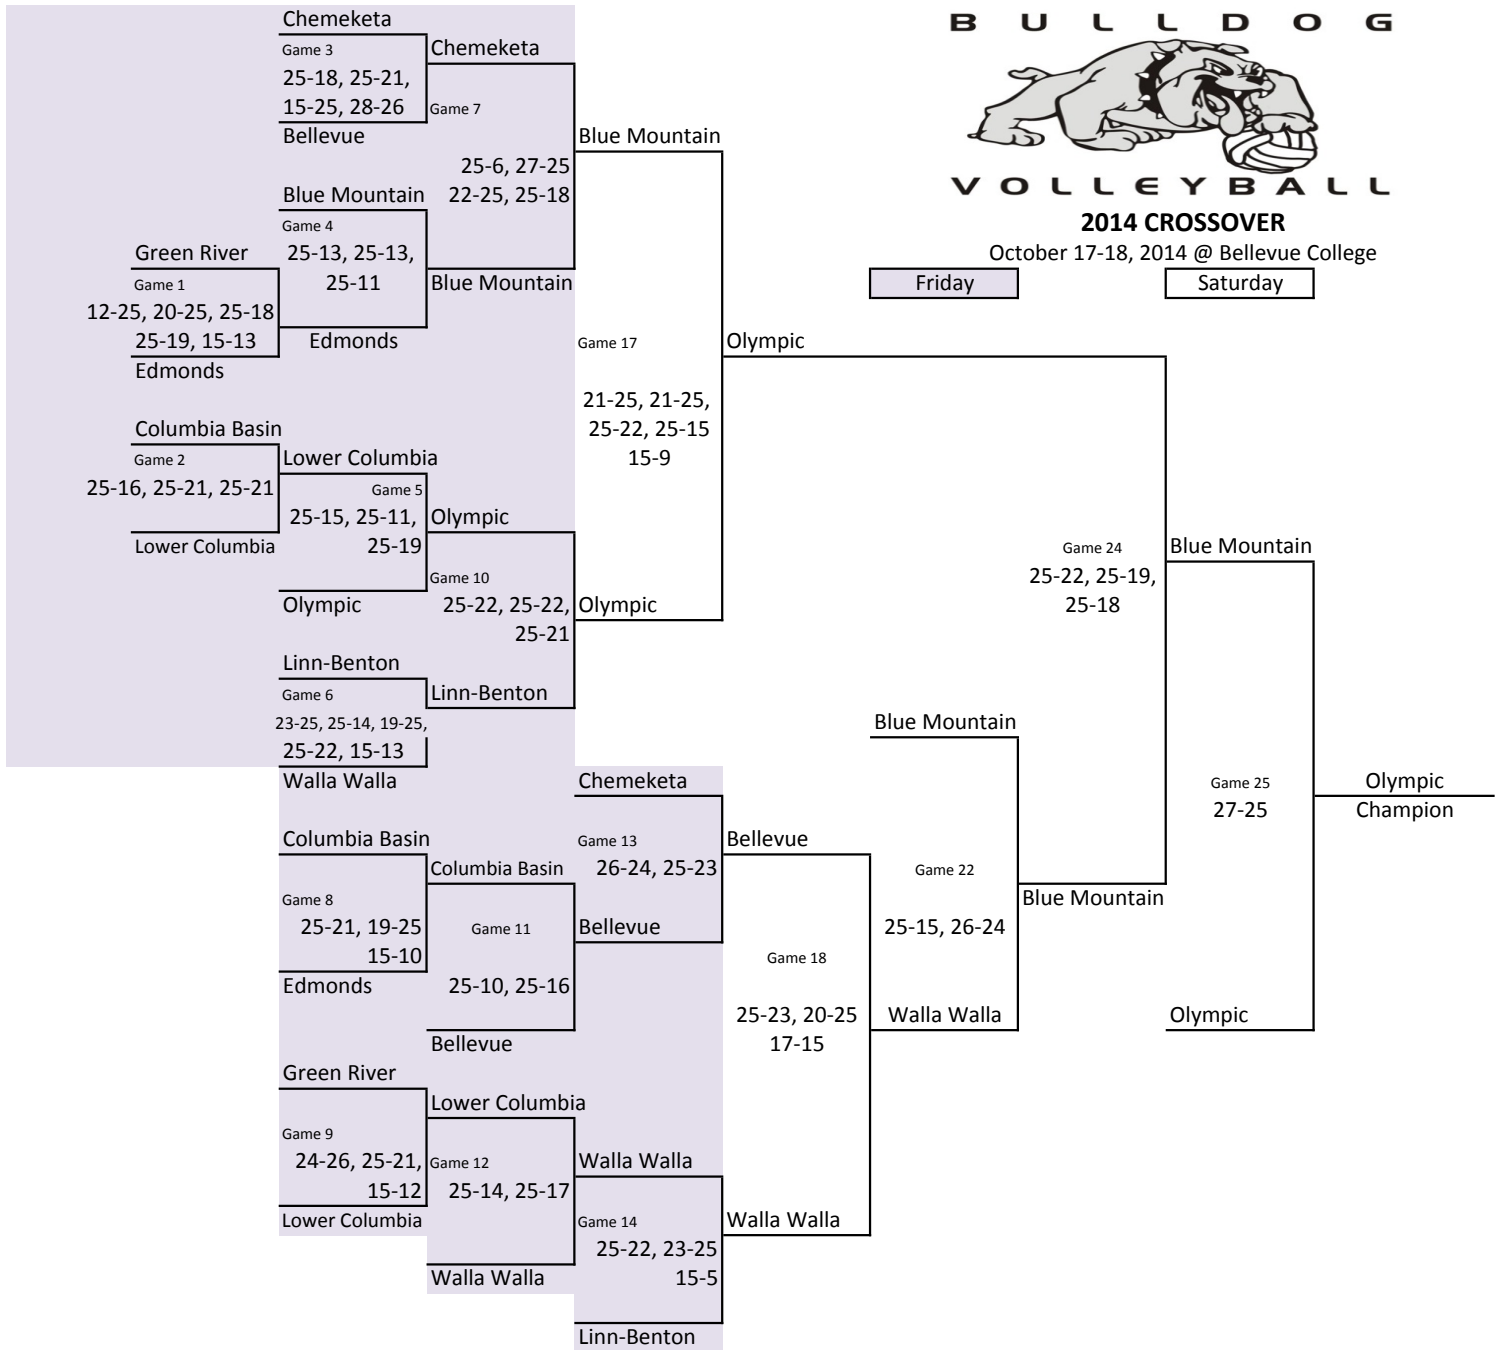 BULLDOG
VOLLEYBALL
2014 CROSSOVER
October 17-18, 2014 @ Bellevue College
Friday
Saturday
Chemeketa
Game 3
25-18, 25-21,
15-25, 28-26
Bellevue
Chemeketa
Game 7
25-6, 27-25
22-25, 25-18
Blue Mountain
Blue Mountain
Game 4
25-13, 25-13,
25-11
Edmonds
Blue Mountain
Green River
Game 1
12-25, 20-25, 25-18
25-19, 15-13
Edmonds
Game 17
21-25, 21-25,
25-22, 25-15
15-9
Olympic
Columbia Basin
Game 2
25-16, 25-21, 25-21
Lower Columbia
Lower Columbia
Game 5
25-15, 25-11,
25-19
Olympic
Olympic
Game 10
25-22, 25-22,
25-21
Olympic
Linn-Benton
Game 6
23-25, 25-14, 19-25,
25-22, 15-13
Walla Walla
Linn-Benton
Game 24
25-22, 25-19,
25-18
Blue Mountain
Blue Mountain
Game 25
27-25
Olympic
Champion
Chemeketa
Game 13
26-24, 25-23
Bellevue
Bellevue
Columbia Basin
Game 8
25-21, 19-25
15-10
Edmonds
Columbia Basin
Game 11
25-10, 25-16
Bellevue
Game 22
25-15, 26-24
Blue Mountain
Walla Walla
Olympic
Game 18
25-23, 20-25
17-15
Green River
Game 9
24-26, 25-21,
15-12
Lower Columbia
Lower Columbia
Game 12
25-14, 25-17
Walla Walla
Walla Walla
Game 14
25-22, 23-25
15-5
Linn-Benton
Walla Walla